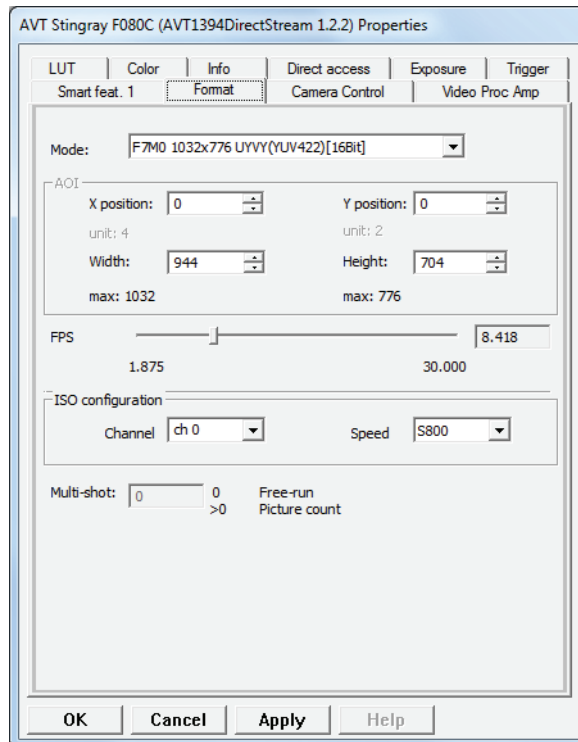 AVT Stingray F080C (AVT1394DirectStream 1.2.2) Properties
LUT Color Info Direct access Exposure Trigger
Smart feat. 1 Format Camera Control Video Proc Amp
Mode: F7M0 1032x776 UYVY(YUV422)[16Bit]
AOI
X position: 0 Y position: 0
unit: 4 unit: 2
Width: 944 Height: 704
max: 1032 max: 776
FPS 8.418
1.875 30.000
ISO configuration
Channel ch 0 Speed S800
Multi-shot: 0 0 Free-run
>0 Picture count
OK Cancel Apply Help